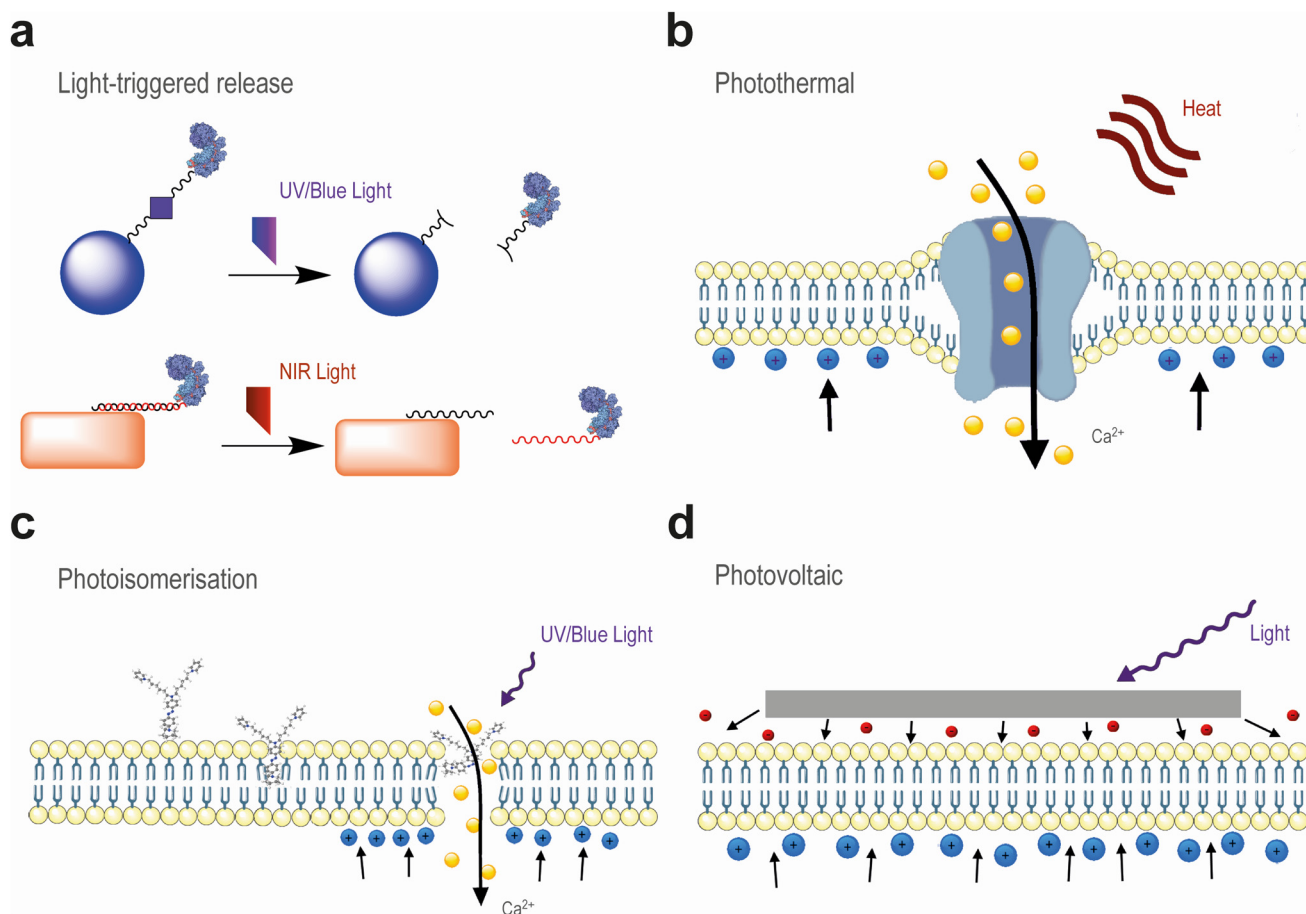 a
Light-triggered release
UV/Blue Light
NIR Light
b
Photothermal
Heat
+ + + + + + +
Ca²⁺
c
Photoisomerisation
UV/Blue Light
+ + + + + + + +
Ca²⁺
d
Photovoltaic
Light
- - - - - - - -
+ + + + + + + + + + +